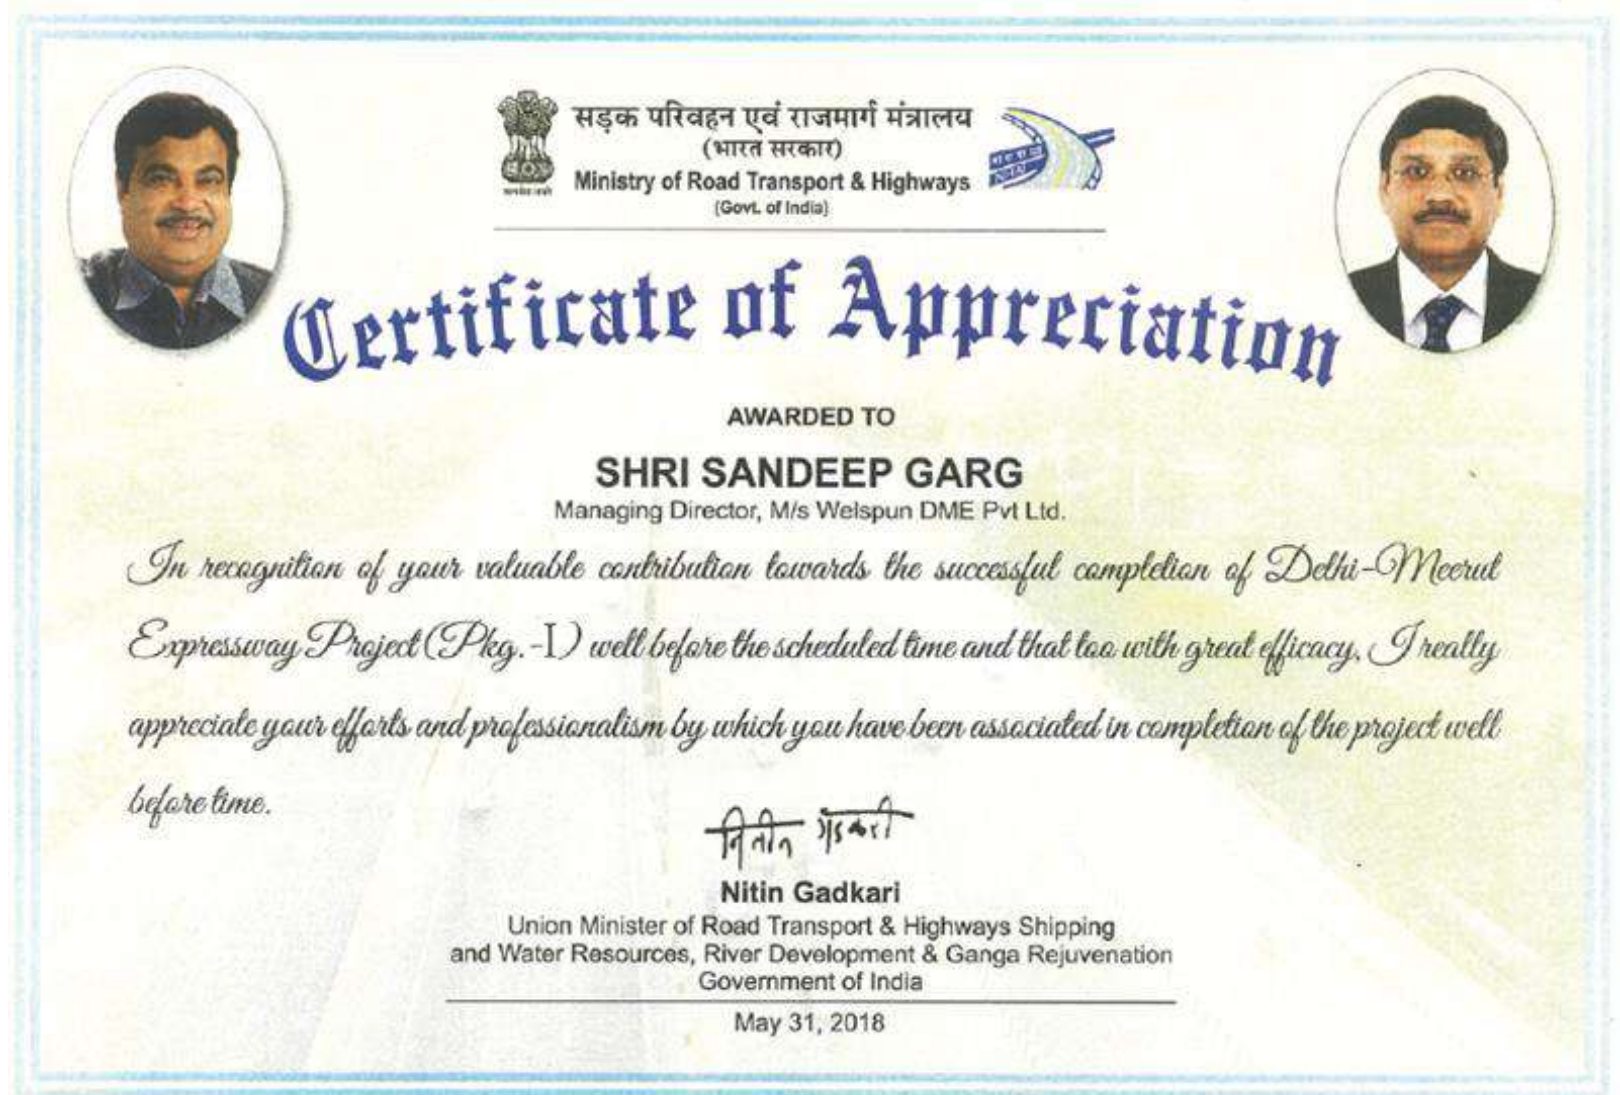 सड़क परिवहन एवं राजमार्ग मंत्रालय
(भारत सरकार)
Ministry of Road Transport & Highways
(Govt. of India)
Certificate of Appreciation
AWARDED TO
SHRI SANDEEP GARG
Managing Director, M/s Welspun DME Pvt Ltd.
In recognition of your valuable contribution towards the successful completion of Delhi-Meerut
Expressway Project (Pkg.-I) well before the scheduled time and that too with great efficacy. I really
appreciate your efforts and professionalism by which you have been associated in completion of the project well
before time.
नितीन गडकरी
Nitin Gadkari
Union Minister of Road Transport & Highways Shipping
and Water Resources, River Development & Ganga Rejuvenation
Government of India
May 31, 2018